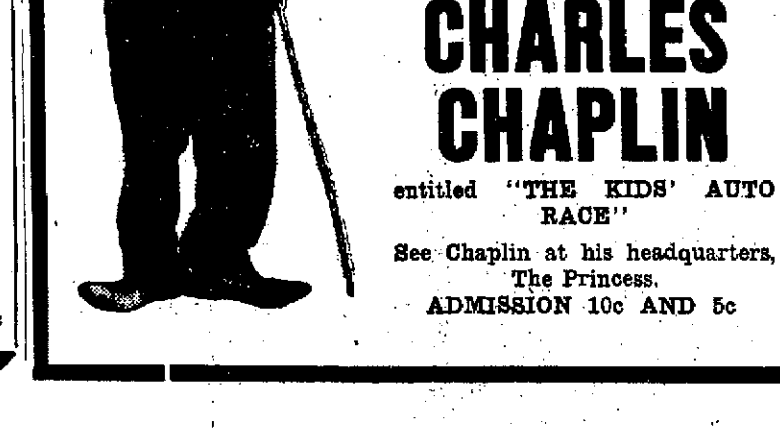 CHARLES
CHAPLIN
entitled "THE KIDS' AUTO
RACE"
See Chaplin at his headquarters,
The Princess.
ADMISSION 10c AND 5c